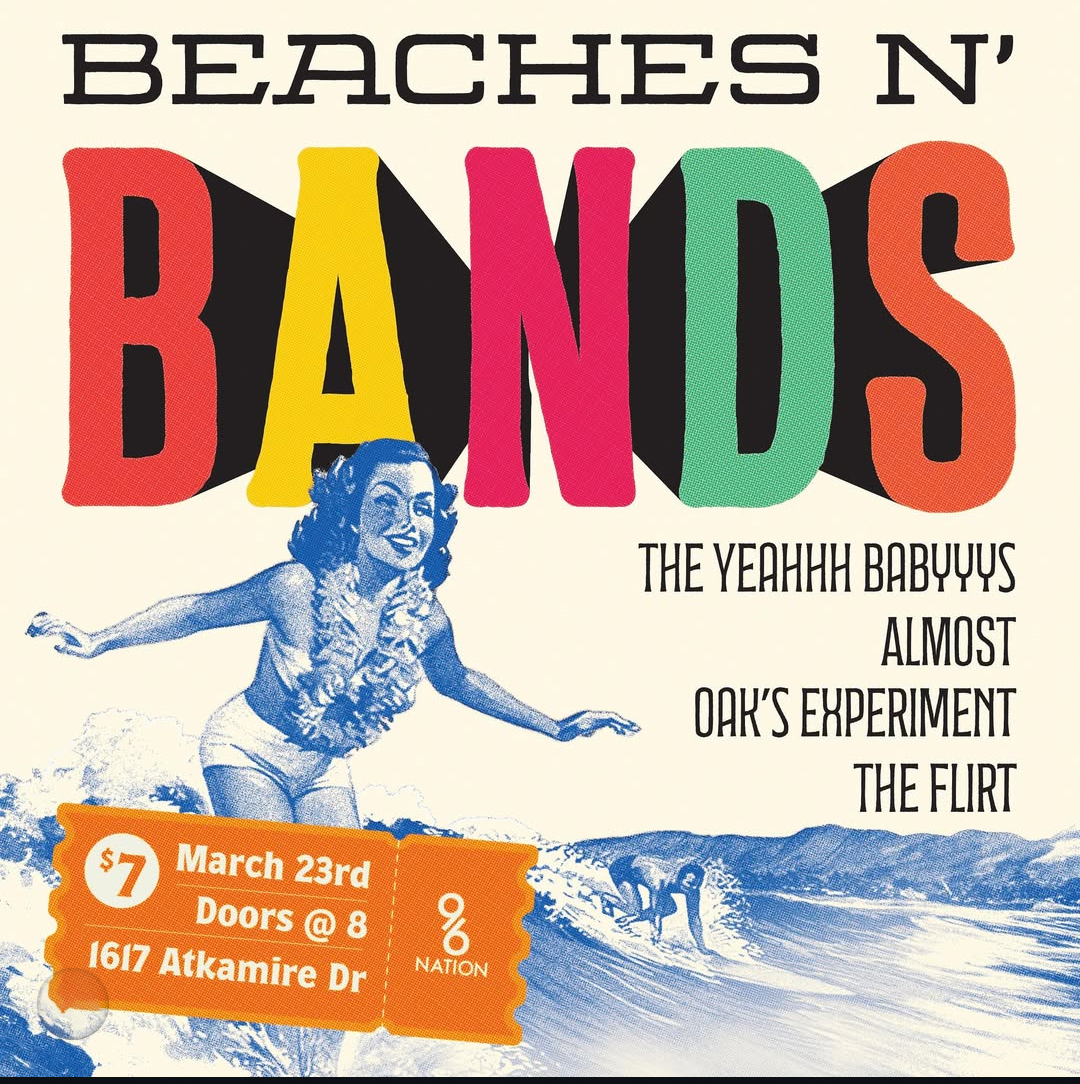 BEACHES N'
BANDS
THE YEAHHH BABYYYS
ALMOST
OAK'S EXPERIMENT
THE FLIRT
$7
March 23rd
Doors @ 8
1617 Atkamire Dr
NATION